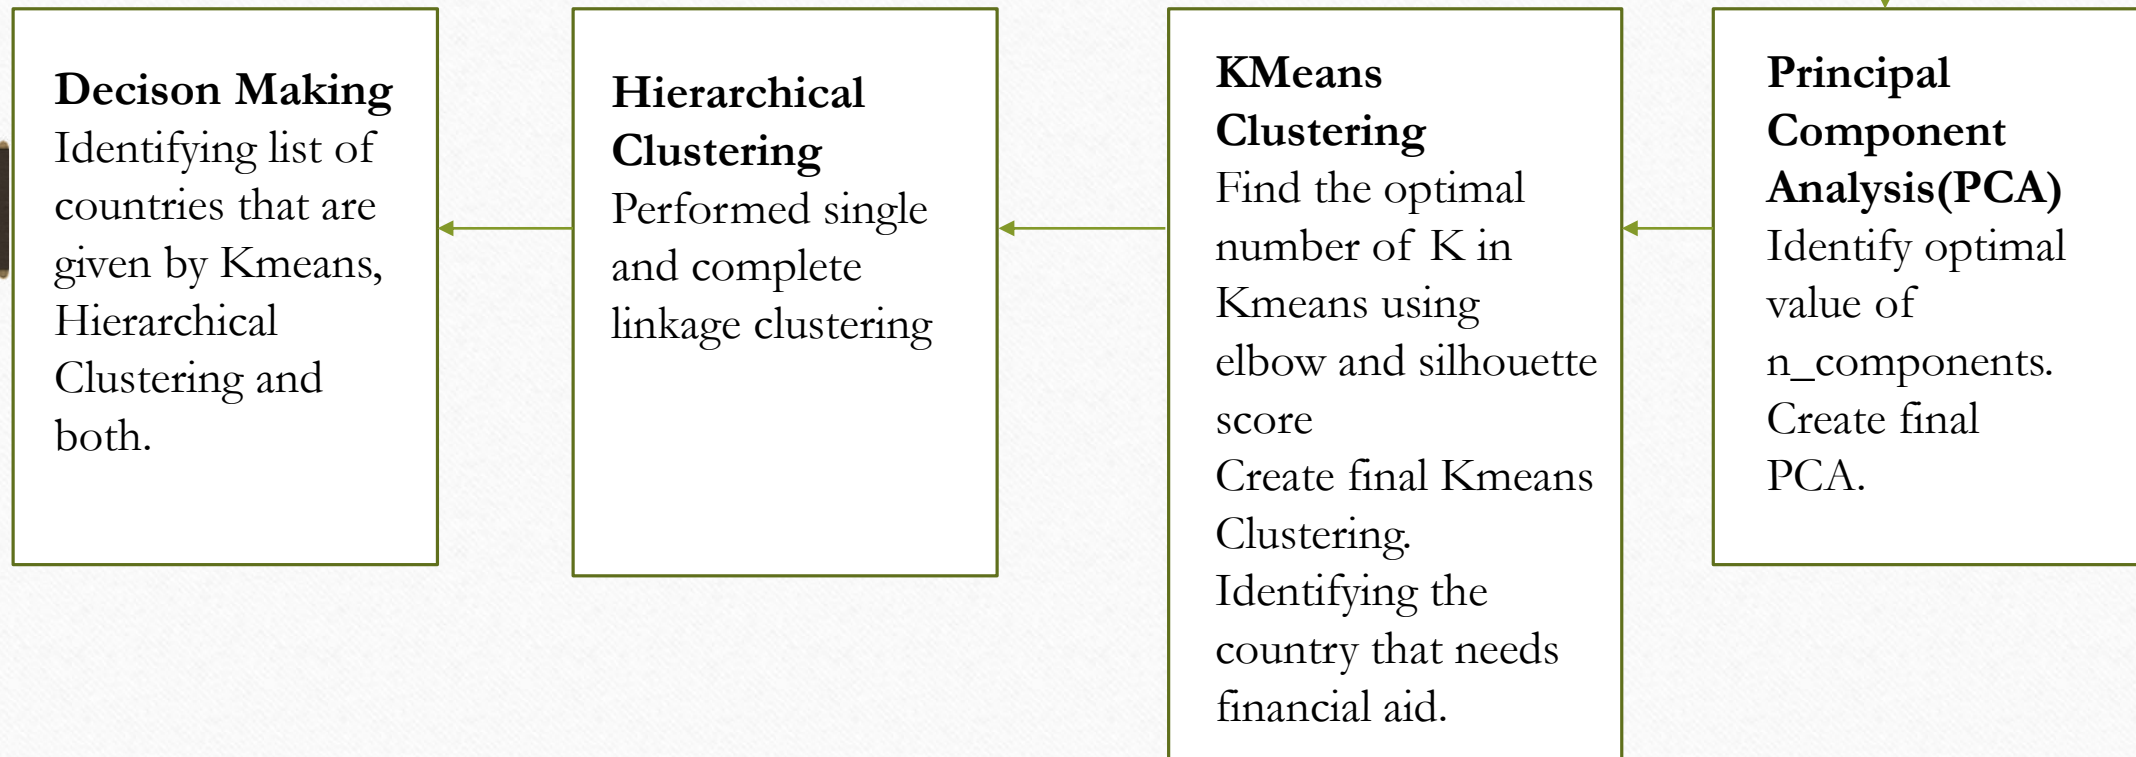 Decison Making
Identifying list of
countries that are
given by Kmeans,
Hierarchical
Clustering and
both.
Hierarchical
Clustering
Performed single
and complete
linkage clustering
KMeans
Clustering
Find the optimal
number of K in
Kmeans using
elbow and silhouette
score
Create final Kmeans
Clustering.
Identifying the
country that needs
financial aid.
Principal
Component
Analysis(PCA)
Identify optimal
value of
n_components.
Create final
PCA.